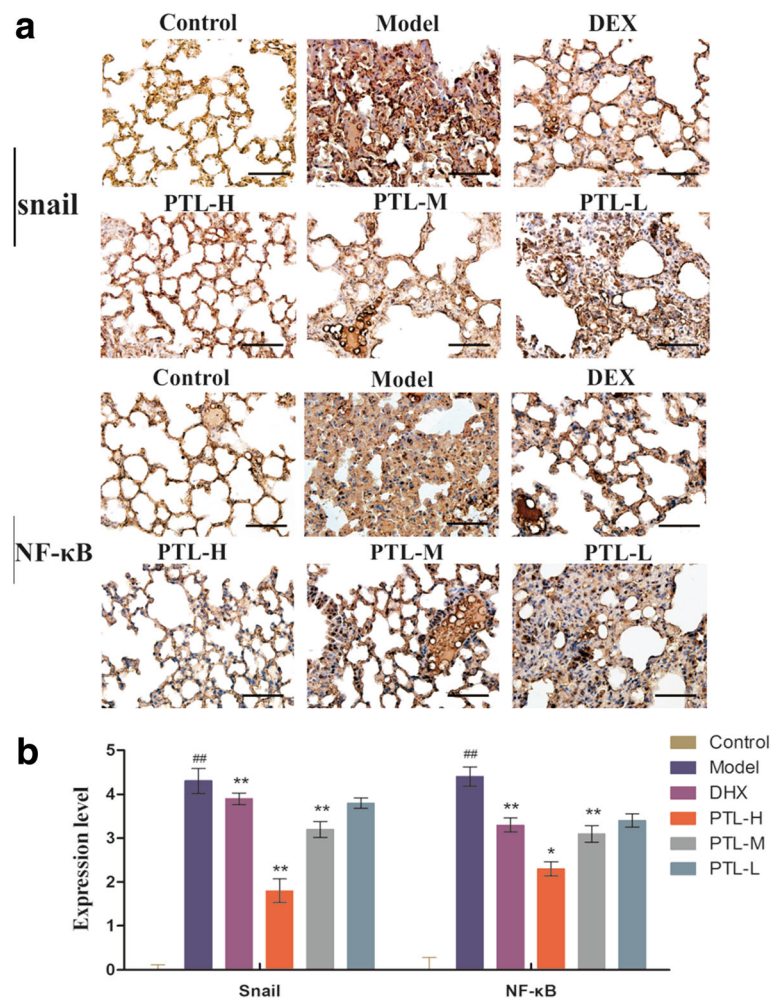 a
Control Model DEX
snail
PTL-H PTL-M PTL-L
Control Model DEX
NF-κB
PTL-H PTL-M PTL-L
b
Expression level
5
4
3
2
1
0
## ** ** ** 
## ** * **
Snail NF-κB
Control
Model
DHX
PTL-H
PTL-M
PTL-L